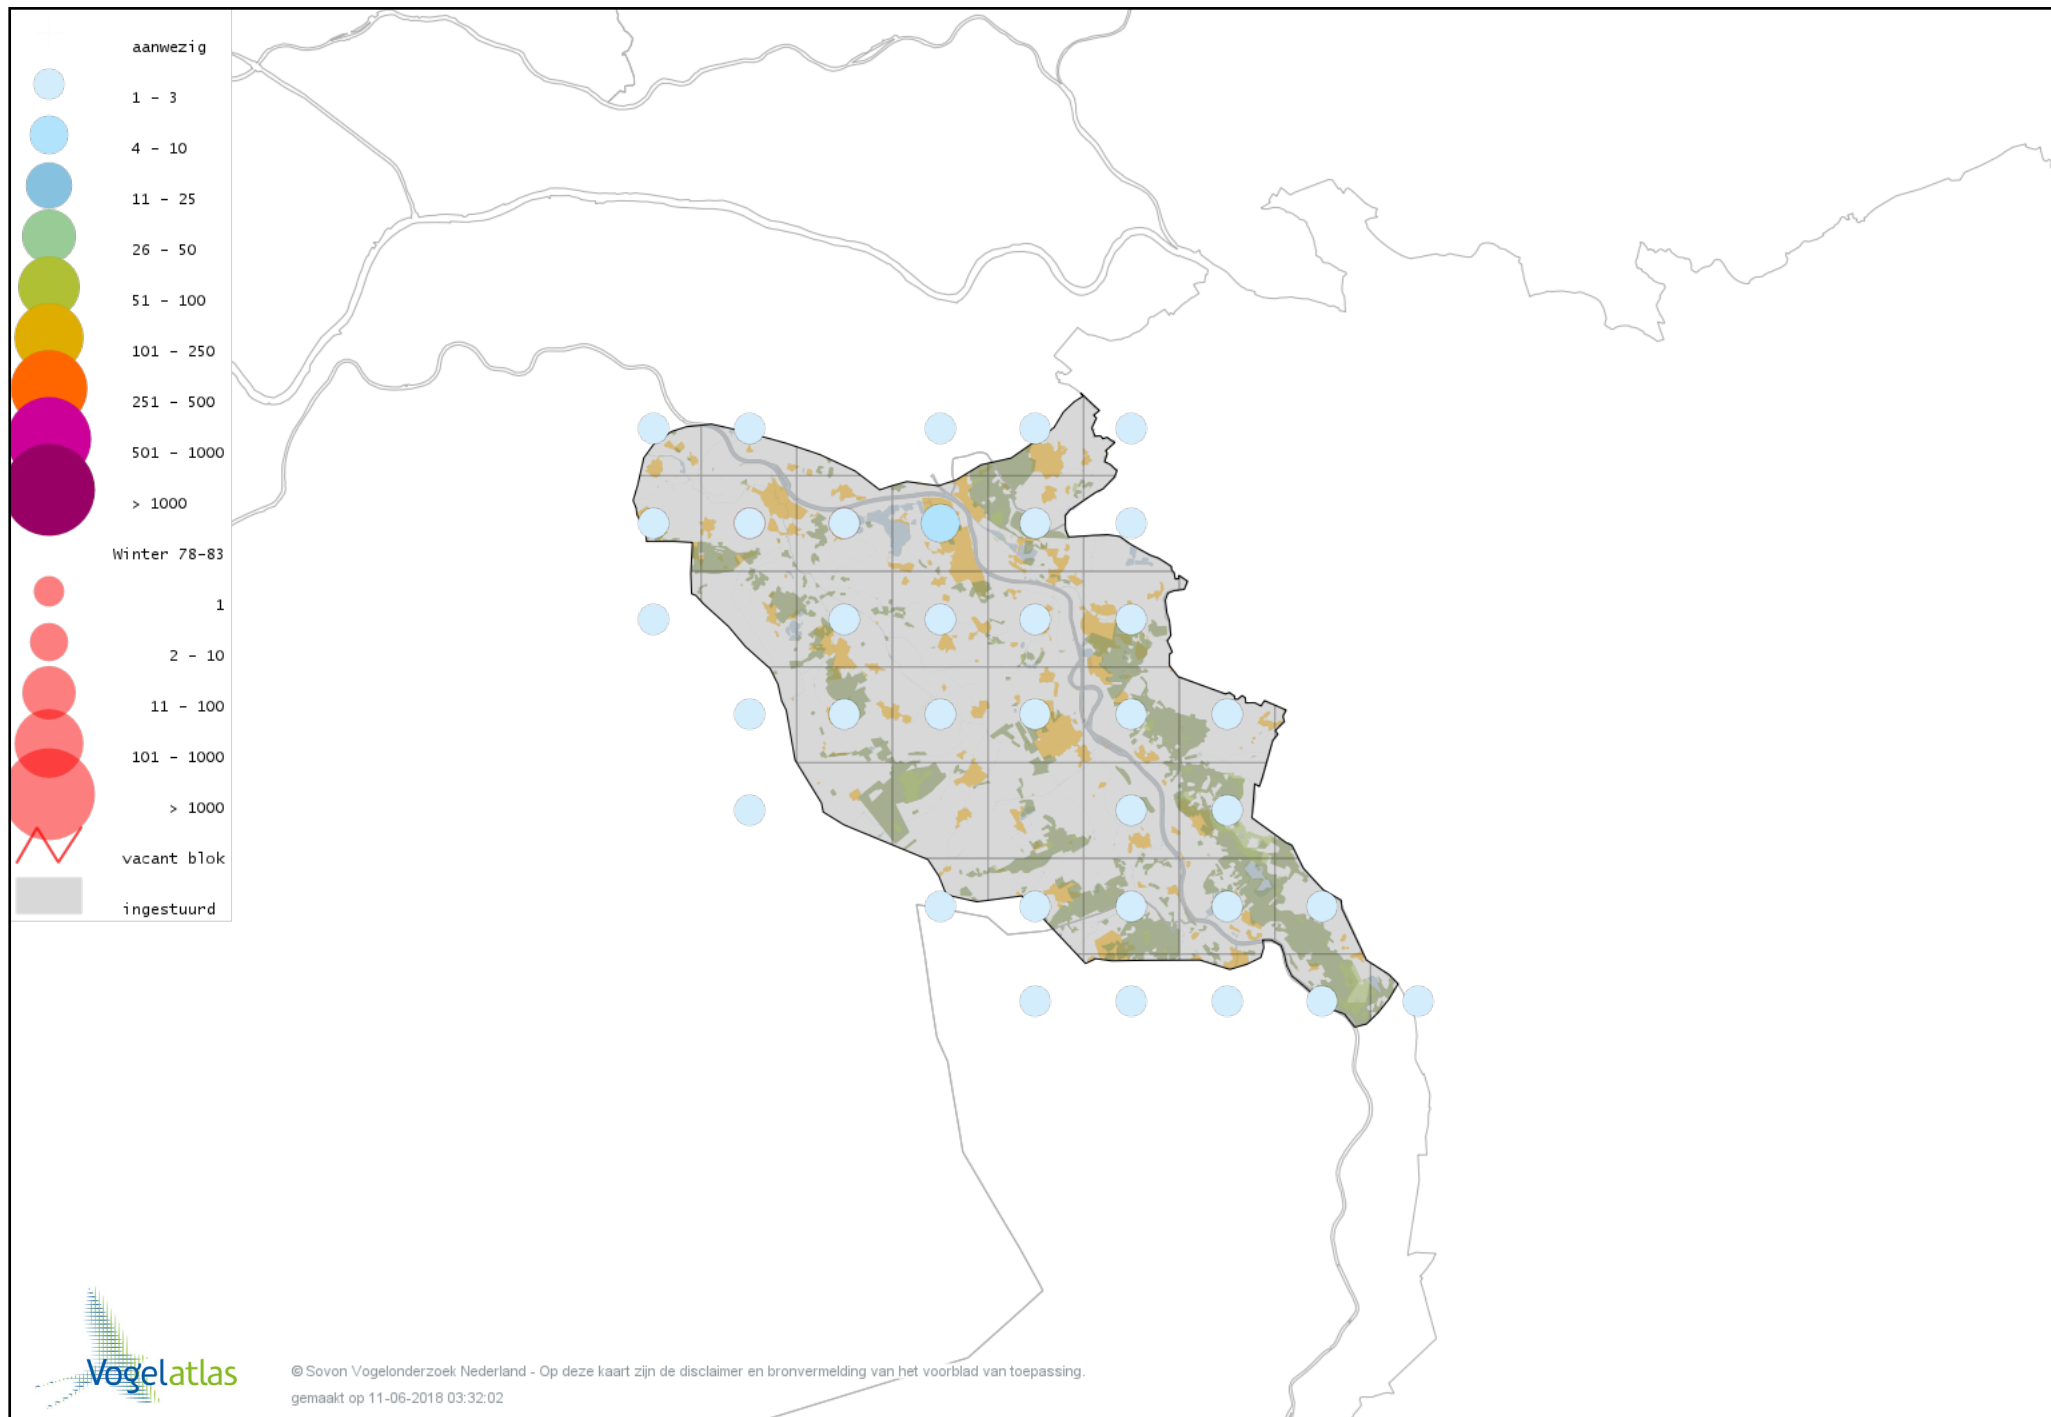 aanwezig
1 - 3
4 - 10
11 - 25
26 - 50
51 - 100
101 - 250
251 - 500
501 - 1000
> 1000
Winter 78-83
1
2 - 10
11 - 100
101 - 1000
> 1000
vacant blok
ingestuurd
Vogelatlas
© Sovon Vogelonderzoek Nederland - Op deze kaart zijn de disclaimer en bronvermelding van het voorblad van toepassing.
gemaakt op 11-06-2018 03:32:02